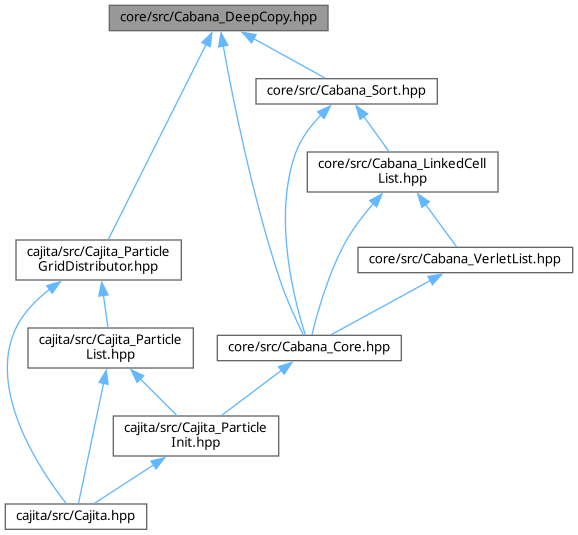 core/src/Cabana_DeepCopy.hpp
core/src/Cabana_Sort.hpp
core/src/Cabana_LinkedCell
List.hpp
cajita/src/Cajita_Particle
GridDistributor.hpp
core/src/Cabana_VerletList.hpp
cajita/src/Cajita_Particle
List.hpp
core/src/Cabana_Core.hpp
cajita/src/Cajita_Particle
Init.hpp
cajita/src/Cajita.hpp